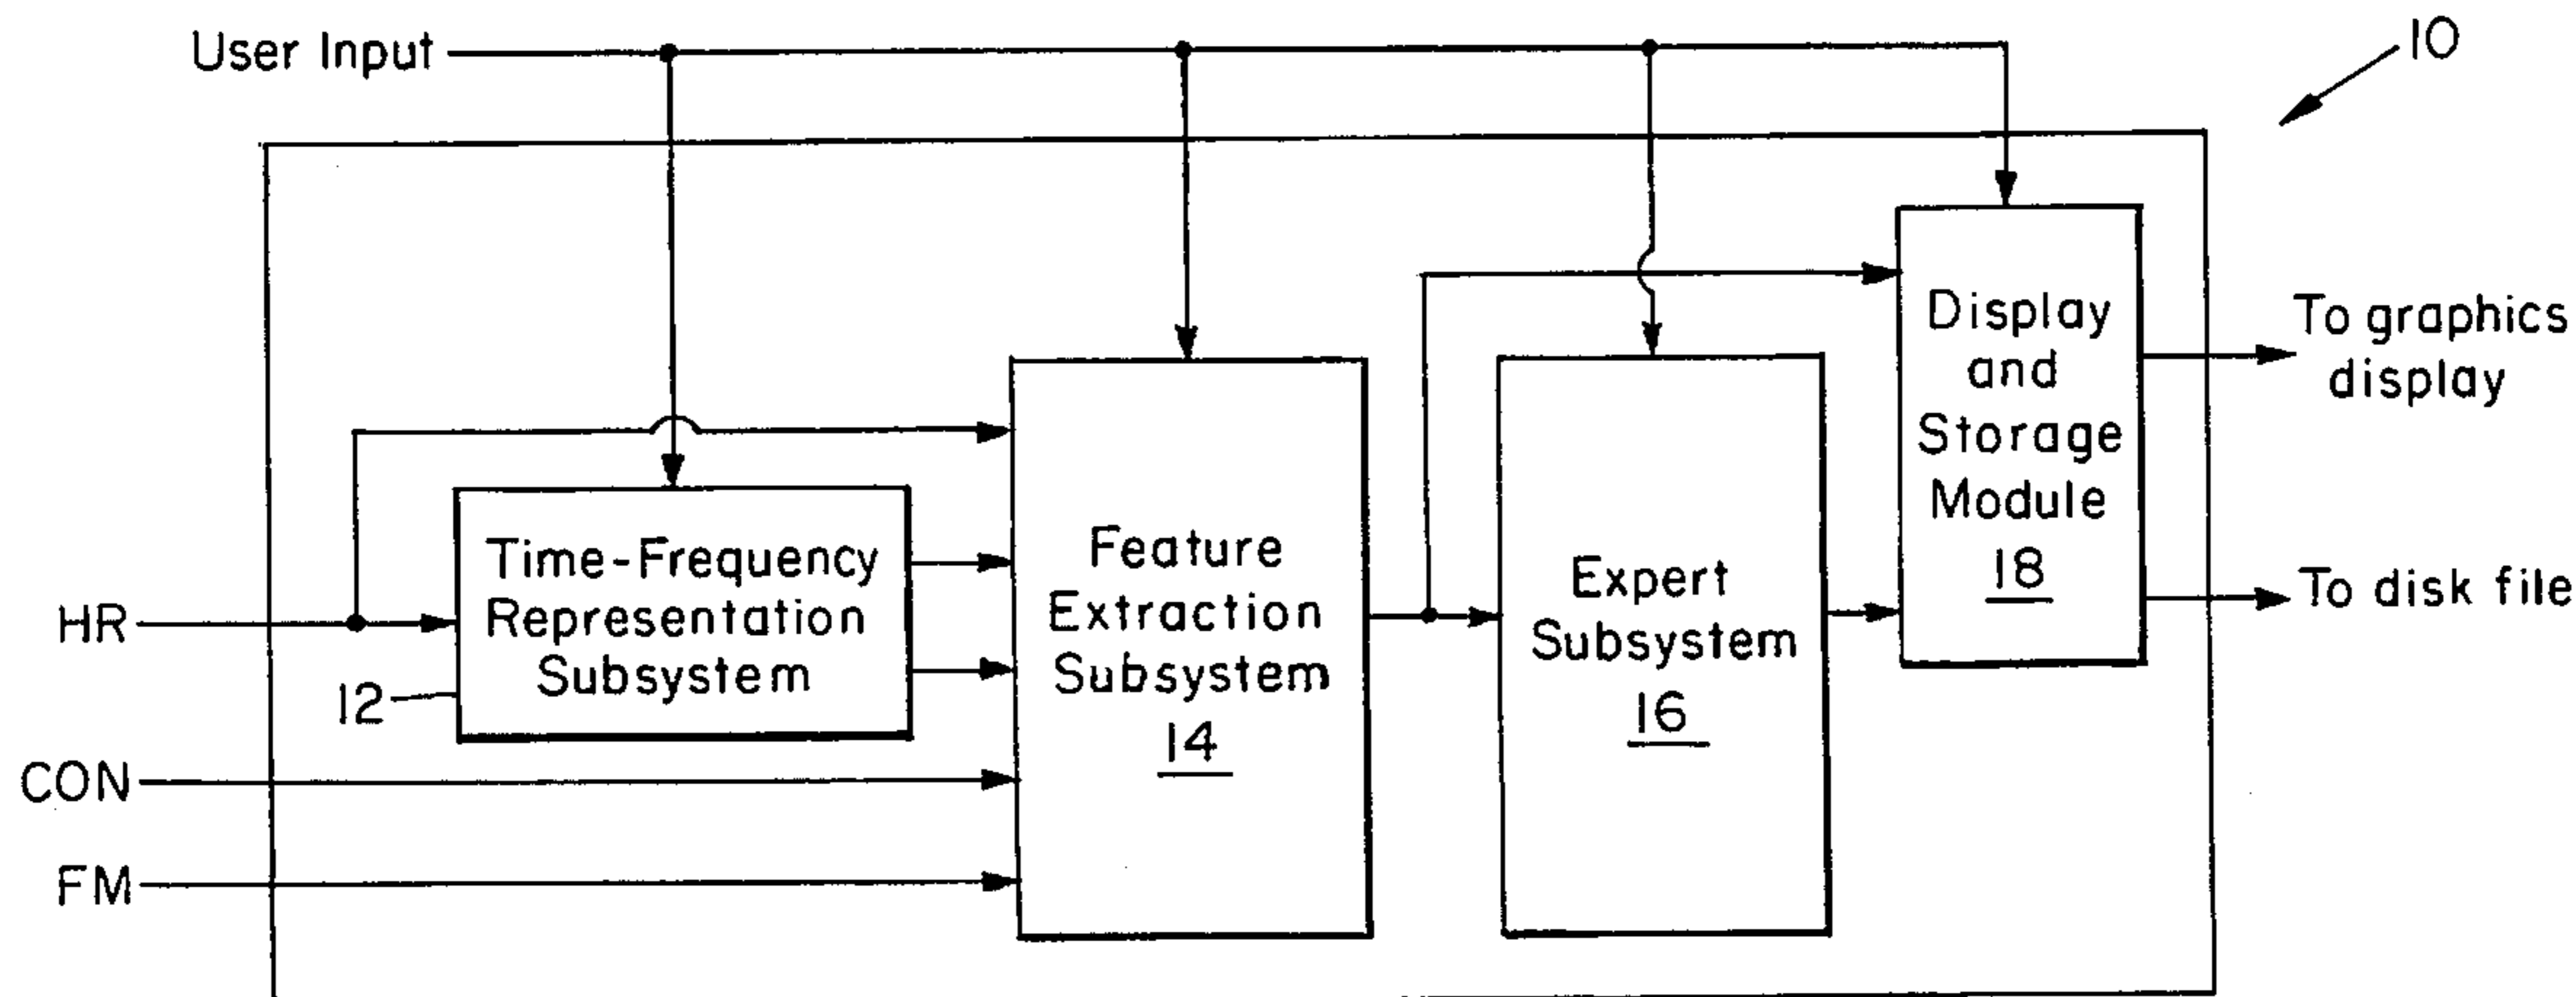 User Input
10
Display
and
Storage
Module
18
To graphics
display
To disk file
Time-Frequency
Representation
Subsystem
12
Feature
Extraction
Subsystem
14
Expert
Subsystem
16
HR
CON
FM